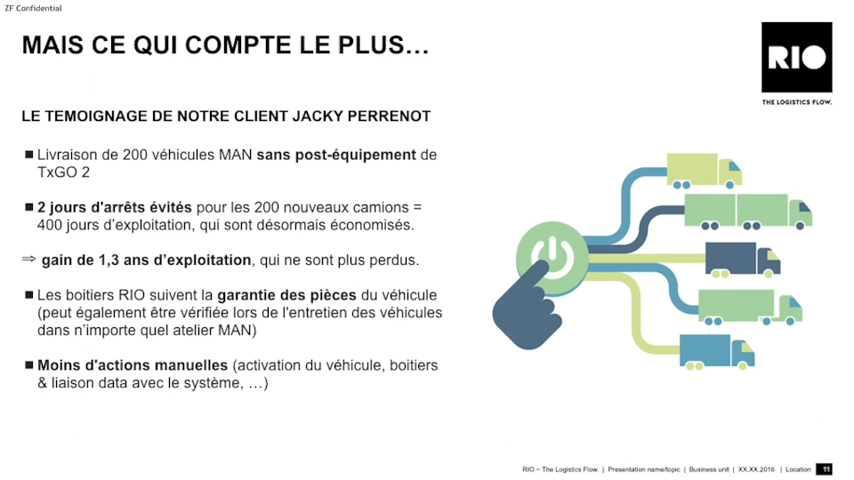 ZF Confidential
MAIS CE QUI COMPTE LE PLUS…
RIO
THE LOGISTICS FLOW.
LE TEMOIGNAGE DE NOTRE CLIENT JACKY PERRENOT
■ Livraison de 200 véhicules MAN sans post-équipement de
TxGO 2
■ 2 jours d'arrêts évités pour les 200 nouveaux camions =
400 jours d'exploitation, qui sont désormais économisés.
⇒ gain de 1,3 ans d'exploitation, qui ne sont plus perdus.
■ Les boitiers RIO suivent la garantie des pièces du véhicule
(peut également être vérifiée lors de l'entretien des véhicules
dans n'importe quel atelier MAN)
■ Moins d'actions manuelles (activation du véhicule, boitiers
& liaison data avec le système, …)
RIO – The Logistics Flow. | Presentation name/topic | Business unit | XX.XX.2016 | Location 11